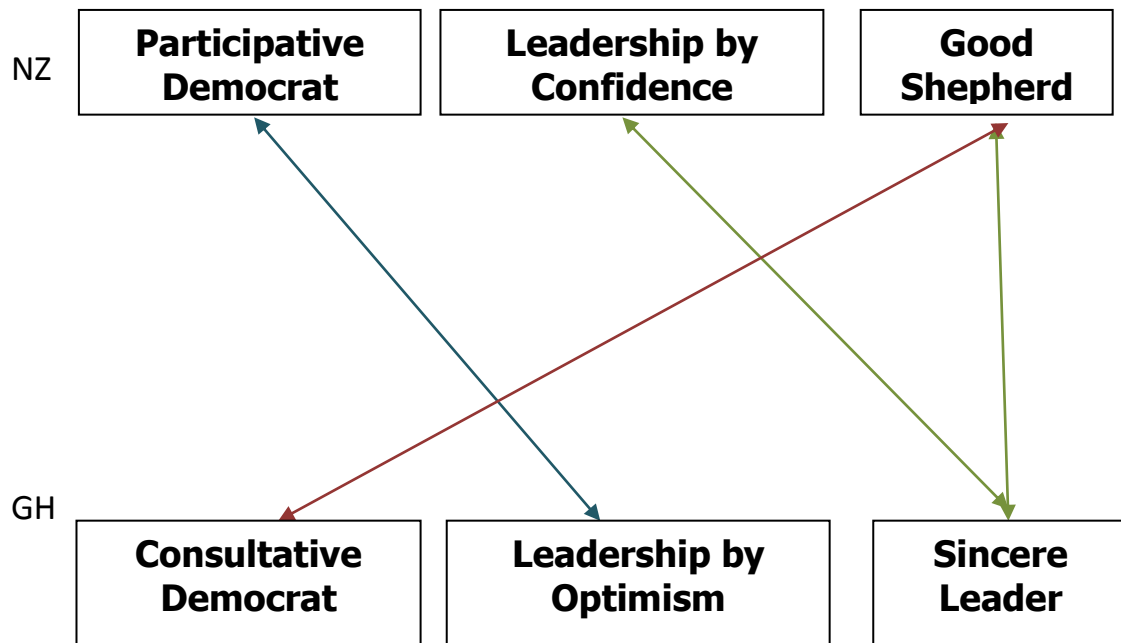 NZ
Participative
Democrat
Leadership by
Confidence
Good
Shepherd
GH
Consultative
Democrat
Leadership by
Optimism
Sincere
Leader